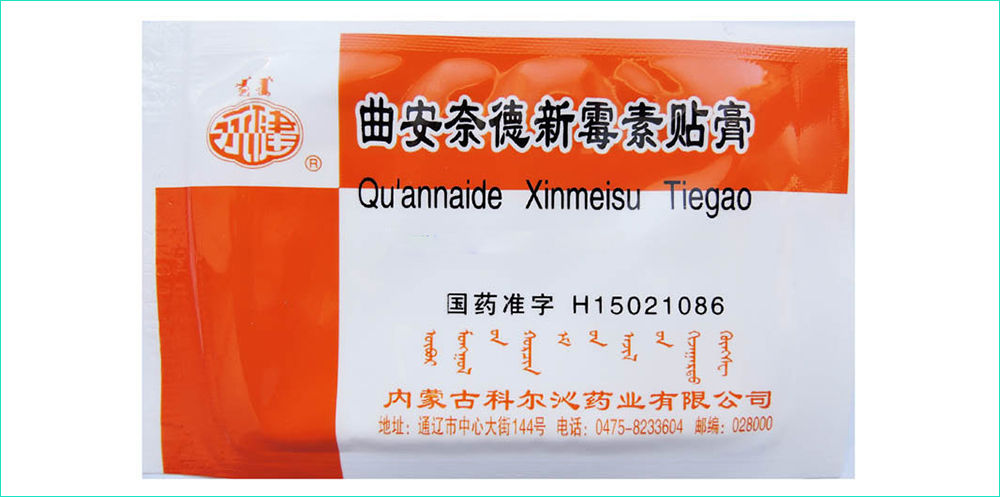 永健
®
曲安奈德新霉素贴膏
Qu'annaide Xinmeisu Tiegao
国药准字 H15021086
内蒙古科尔沁药业有限公司
地址：通辽市中心大街144号 电话：0475-8233604 邮编：028000